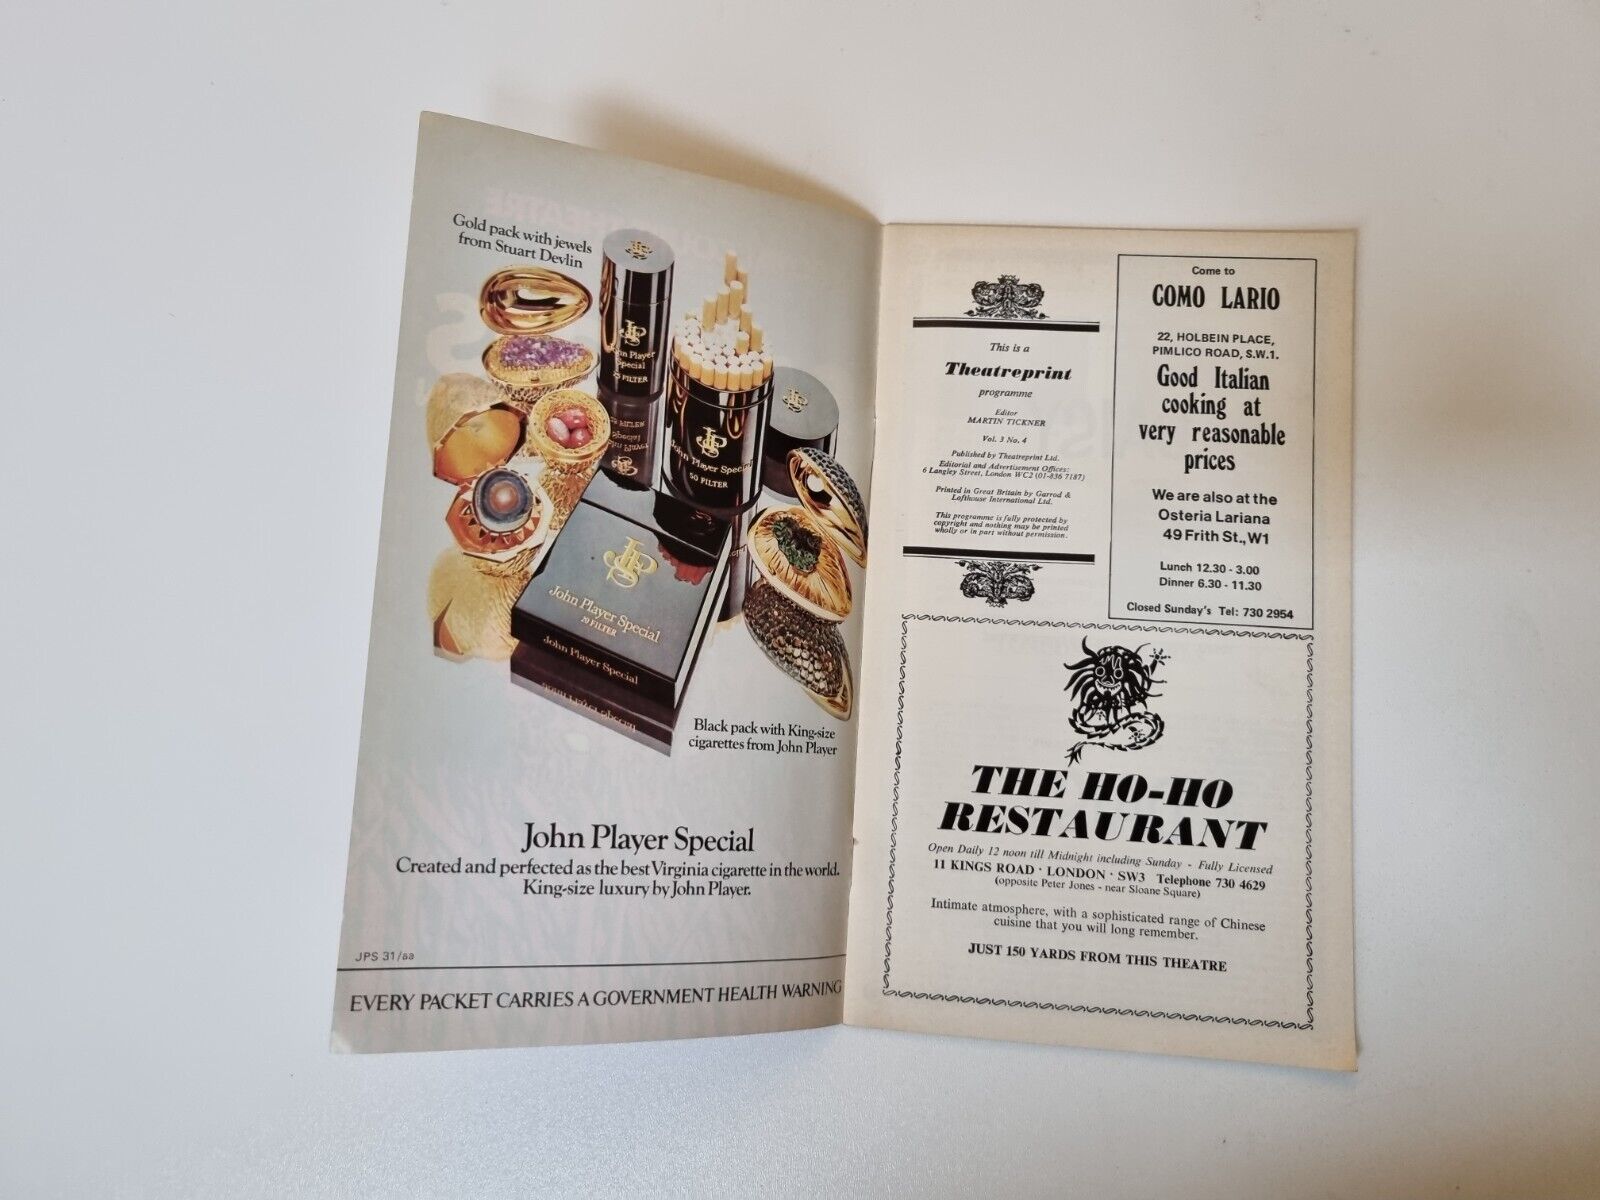 Gold pack with jewels
from Stuart Devlin
JPS
John Player
Special
25 FILTER
JPS
John Player Special
50 FILTER
JPS
John Player Special
20 FILTER
John Player Special
Black pack with King-size
cigarettes from John Player
John Player Special
Created and perfected as the best Virginia cigarette in the world.
King-size luxury by John Player.
JPS 31/aa
EVERY PACKET CARRIES A GOVERNMENT HEALTH WARNING
This is a
Theatreprint
programme
Editor
MARTIN TICKNER
Vol. 3 No. 4
Published by Theatreprint Ltd.
Editorial and Advertisement Offices:
6 Langley Street, London WC2 (01-836 7187)
Printed in Great Britain by Garrod &
Lofthouse International Ltd.
This programme is fully protected by
copyright and nothing may be printed
wholly or in part without permission.
Come to
COMO LARIO
22, HOLBEIN PLACE,
PIMLICO ROAD, S.W.1.
Good Italian
cooking at
very reasonable
prices
We are also at the
Osteria Lariana
49 Frith St., W1
Lunch 12.30 - 3.00
Dinner 6.30 - 11.30
Closed Sunday's Tel: 730 2954
THE HO-HO
RESTAURANT
Open Daily 12 noon till Midnight including Sunday - Fully Licensed
11 KINGS ROAD · LONDON · SW3 Telephone 730 4629
(opposite Peter Jones - near Sloane Square)
Intimate atmosphere, with a sophisticated range of Chinese
cuisine that you will long remember.
JUST 150 YARDS FROM THIS THEATRE